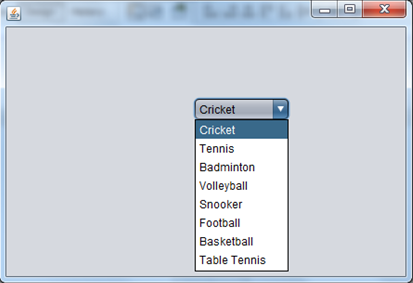 Cricket
Cricket
Tennis
Badminton
Volleyball
Snooker
Football
Basketball
Table Tennis